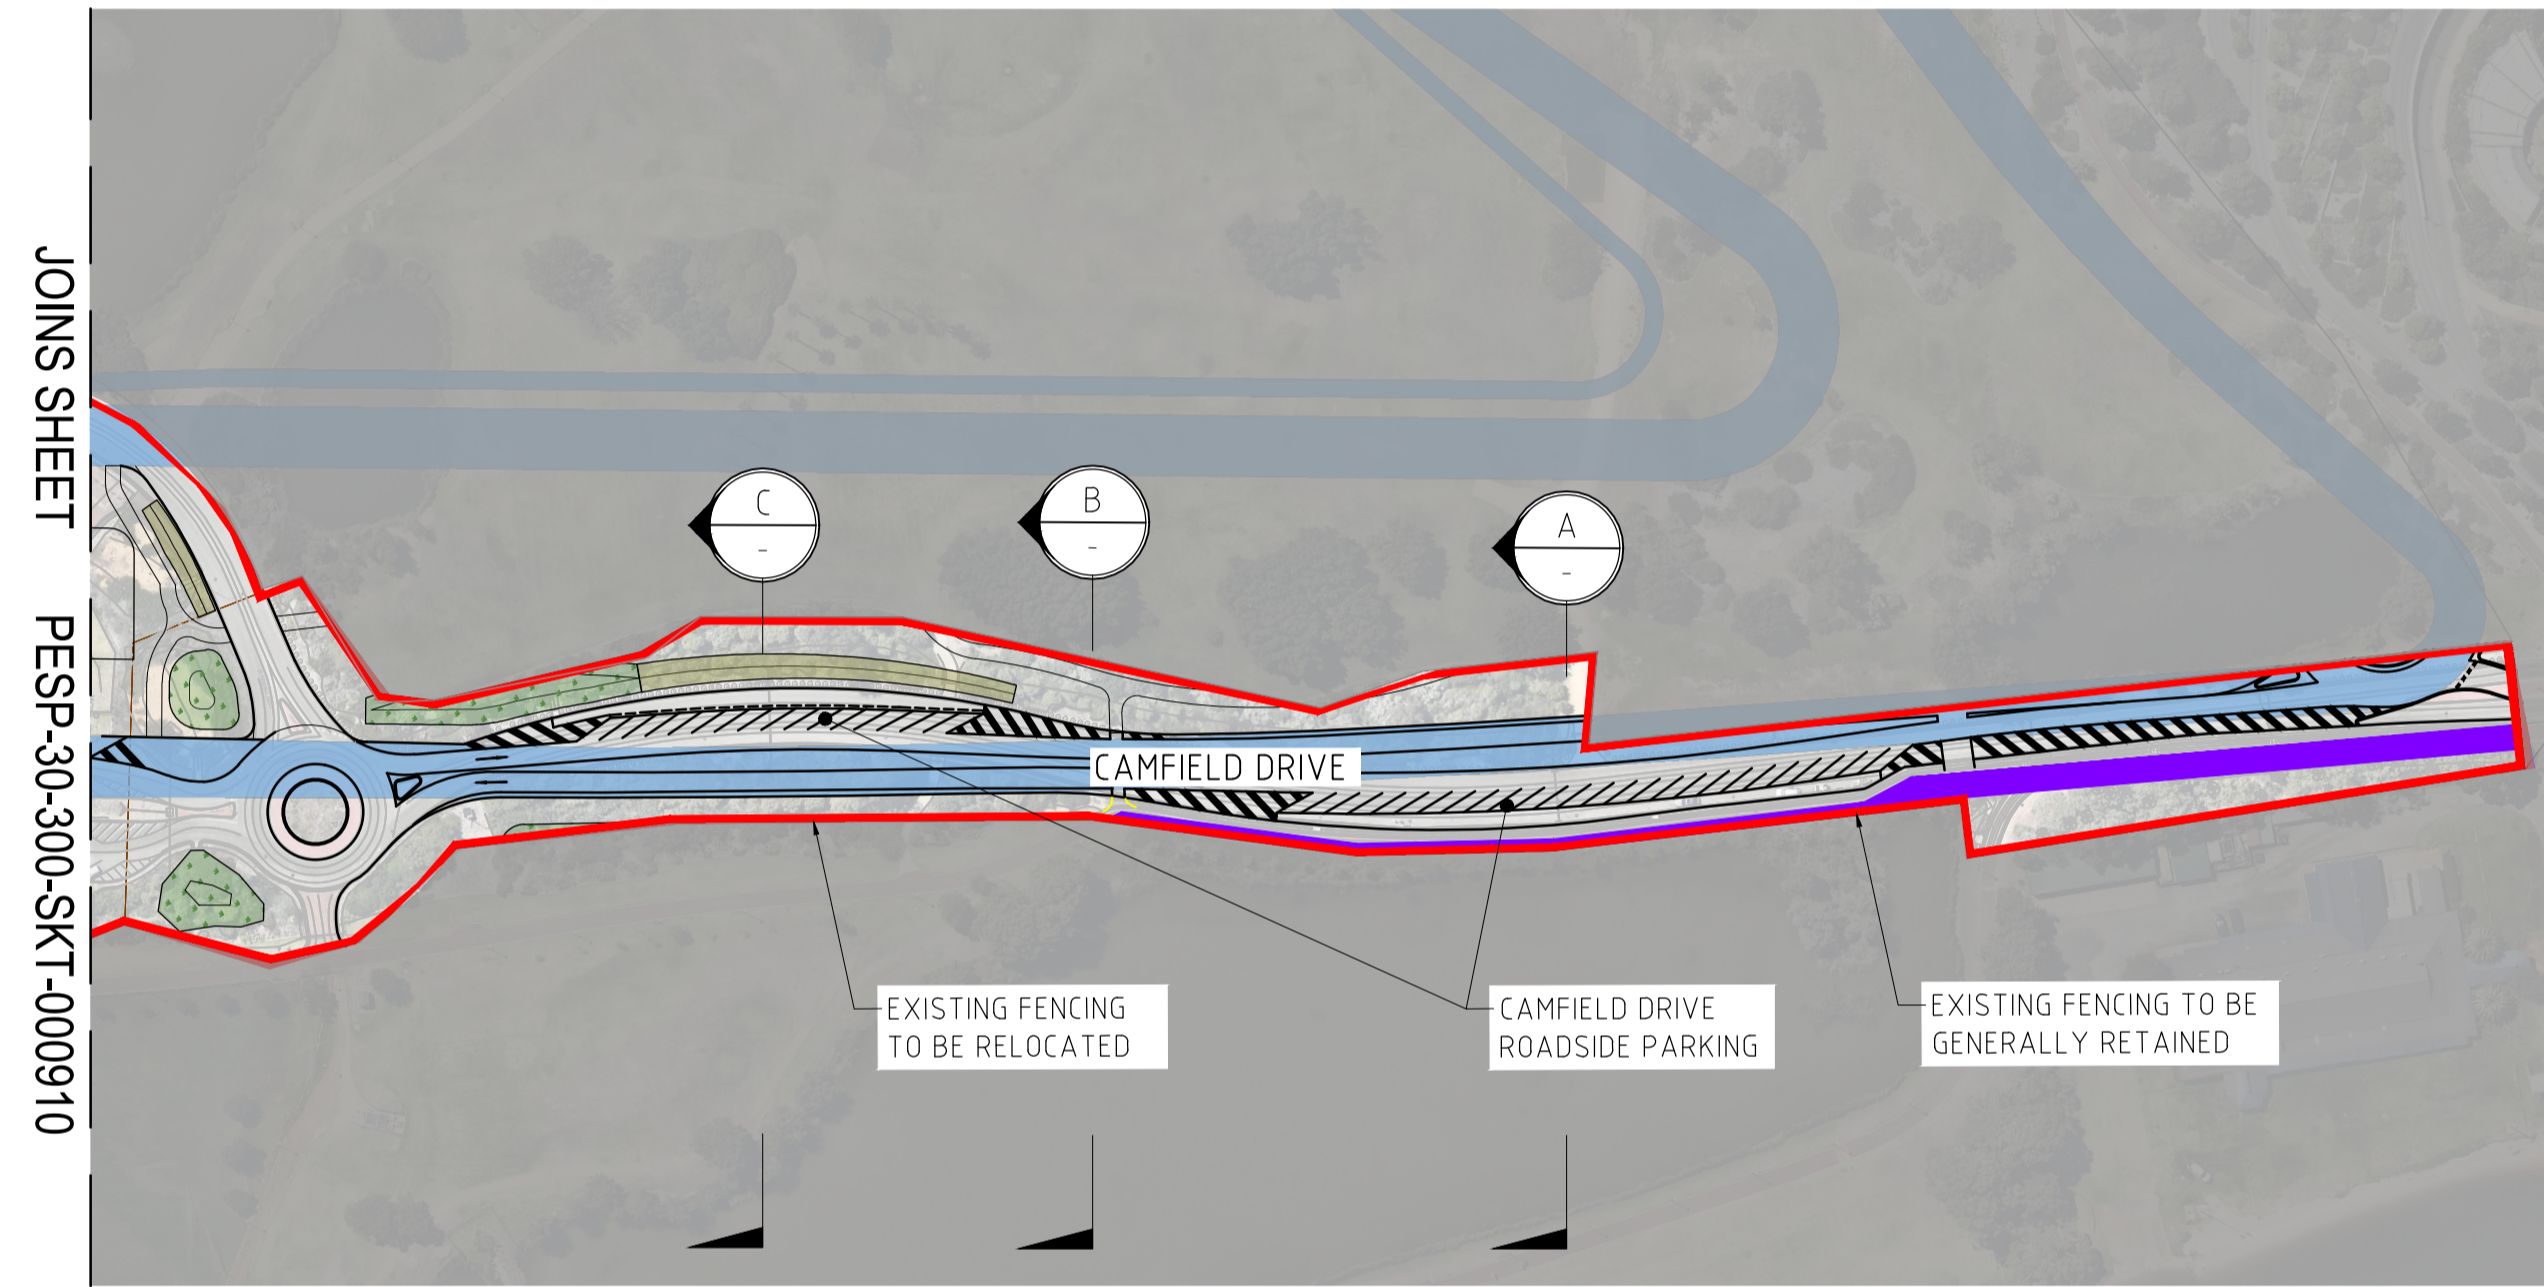 JOINS SHEET PESP-30-300-SKT-000910
C
-
B
-
A
-
CAMFIELD DRIVE
EXISTING FENCING
TO BE RELOCATED
CAMFIELD DRIVE
ROADSIDE PARKING
EXISTING FENCING TO BE
GENERALLY RETAINED